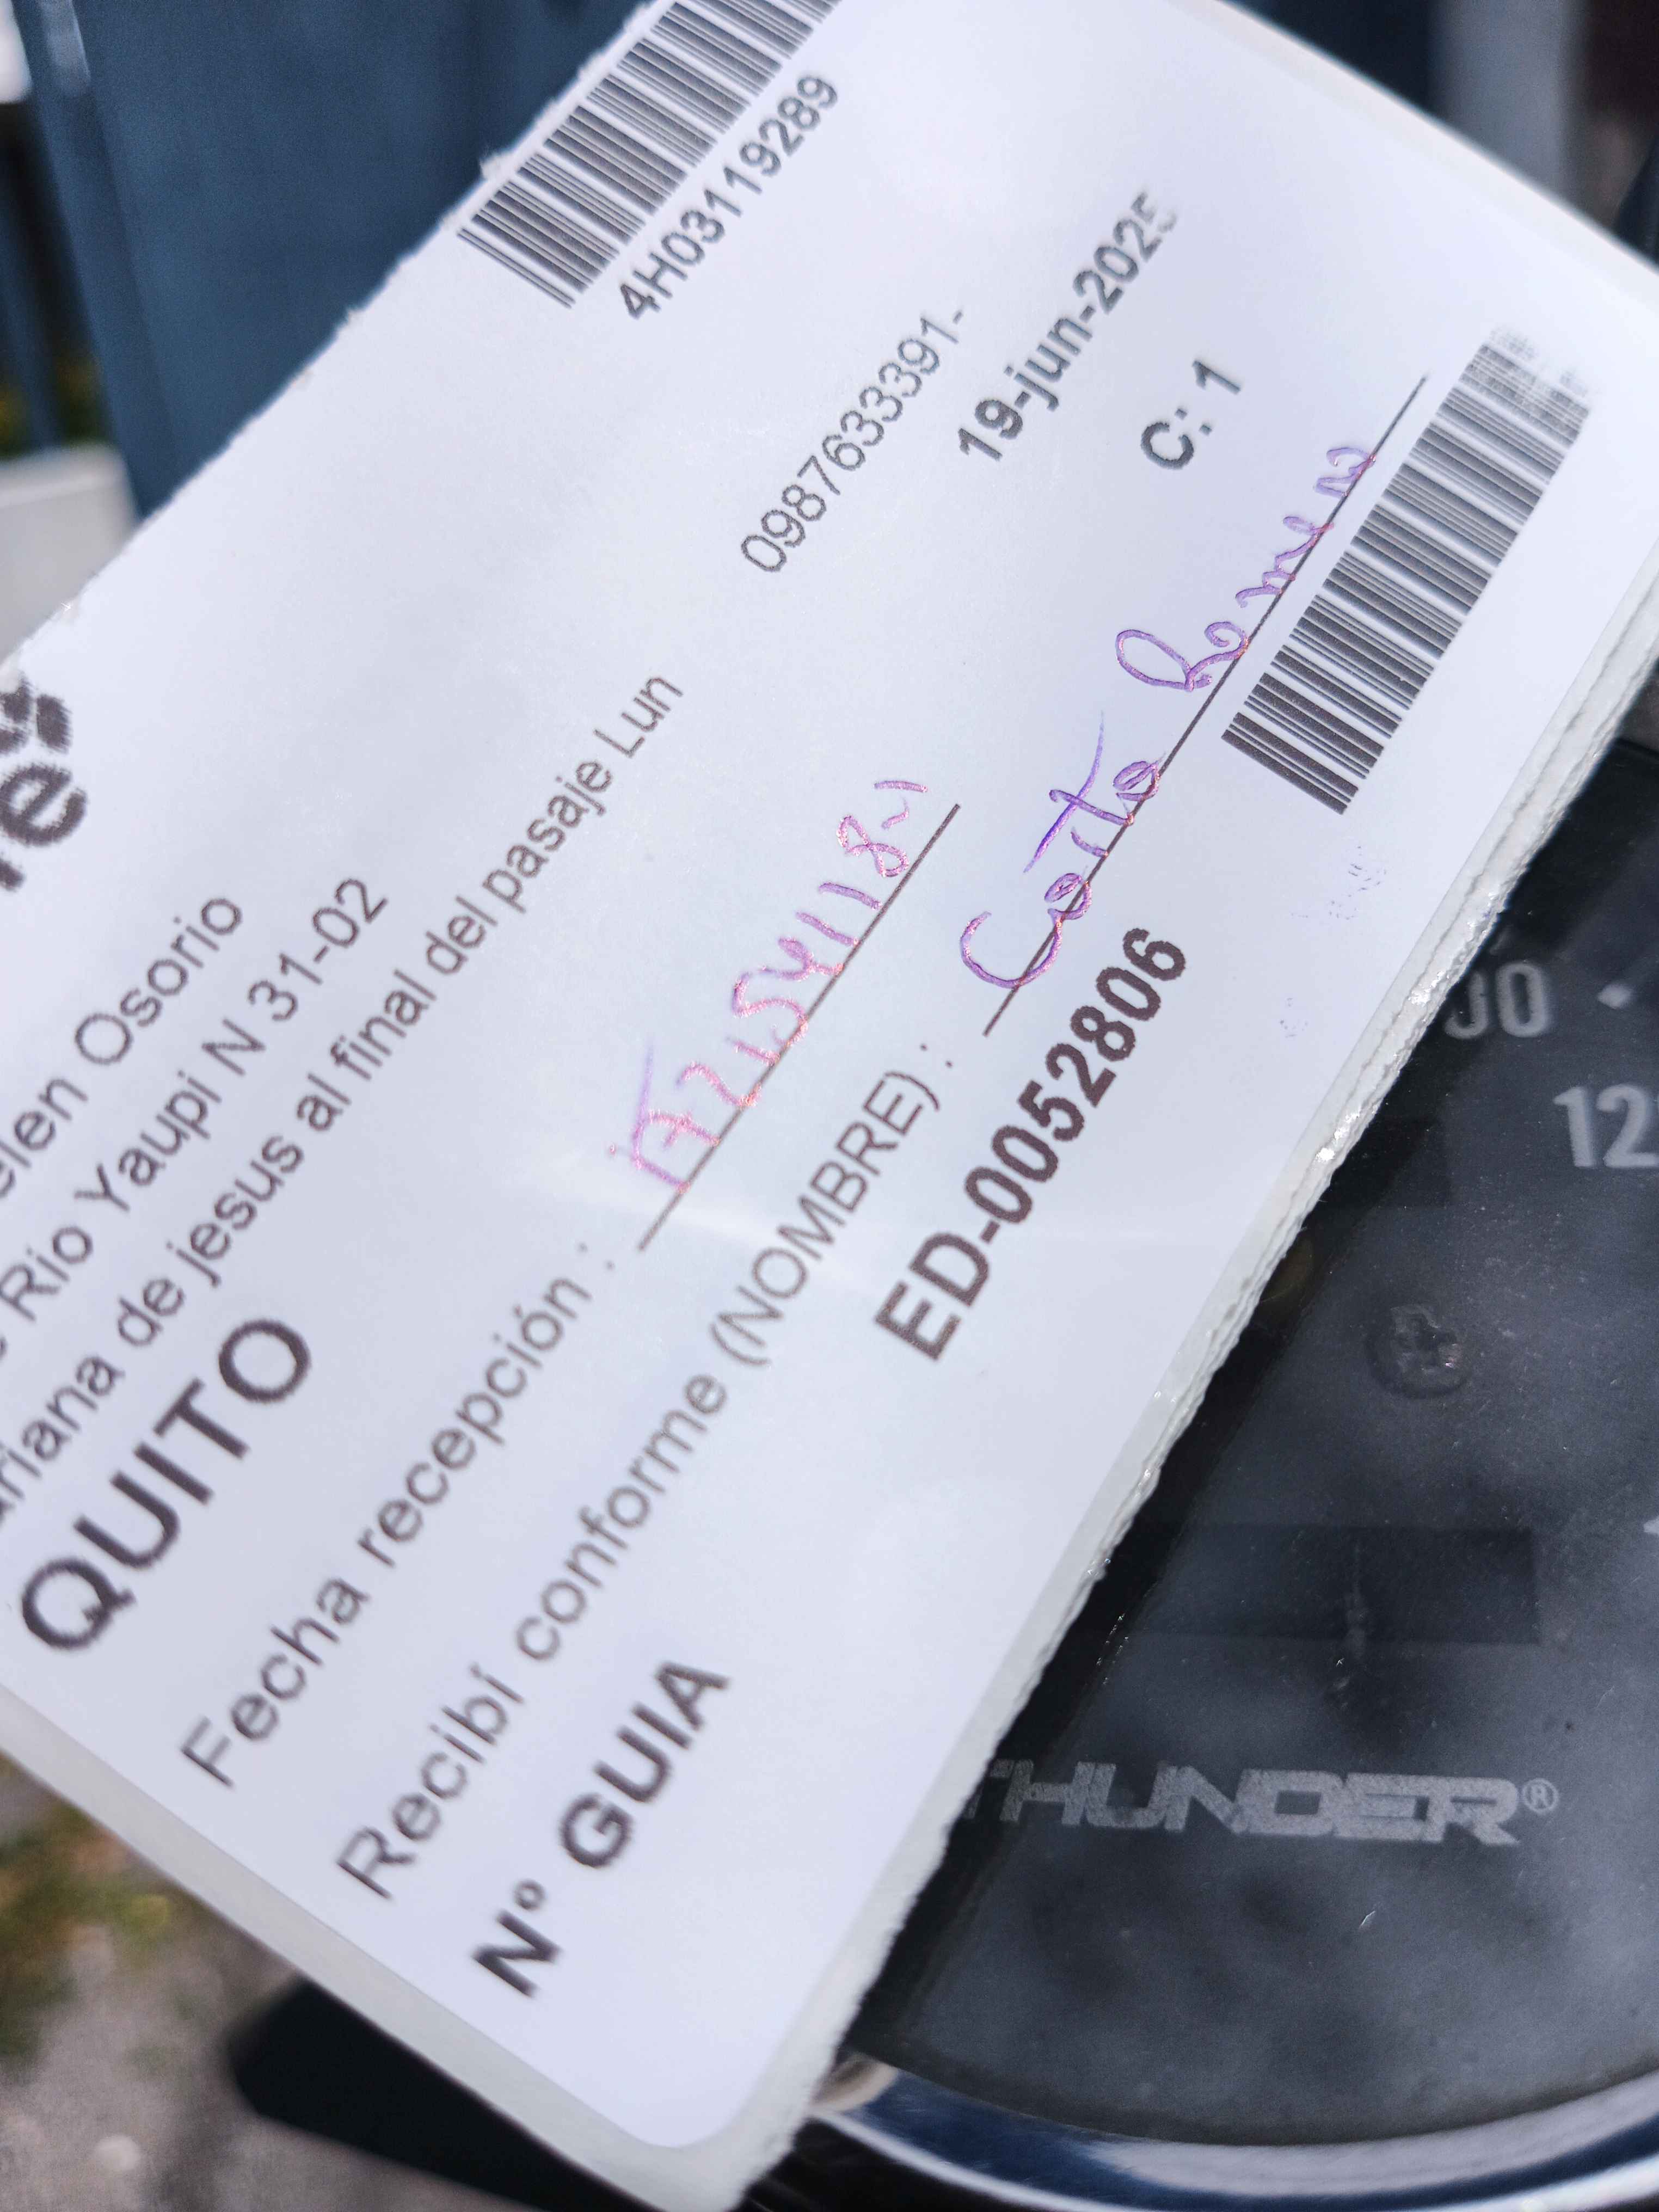 4H03119289
elen Osorio
Rio Yaupi N 31-02
ariana de jesus al final del pasaje Lun
0987633391-
QUITO
19-jun-2025
Fecha recepción :
C: 1
Recibí conforme (NOMBRE) :
Nº GUIA
ED-0052806
THUNDER®